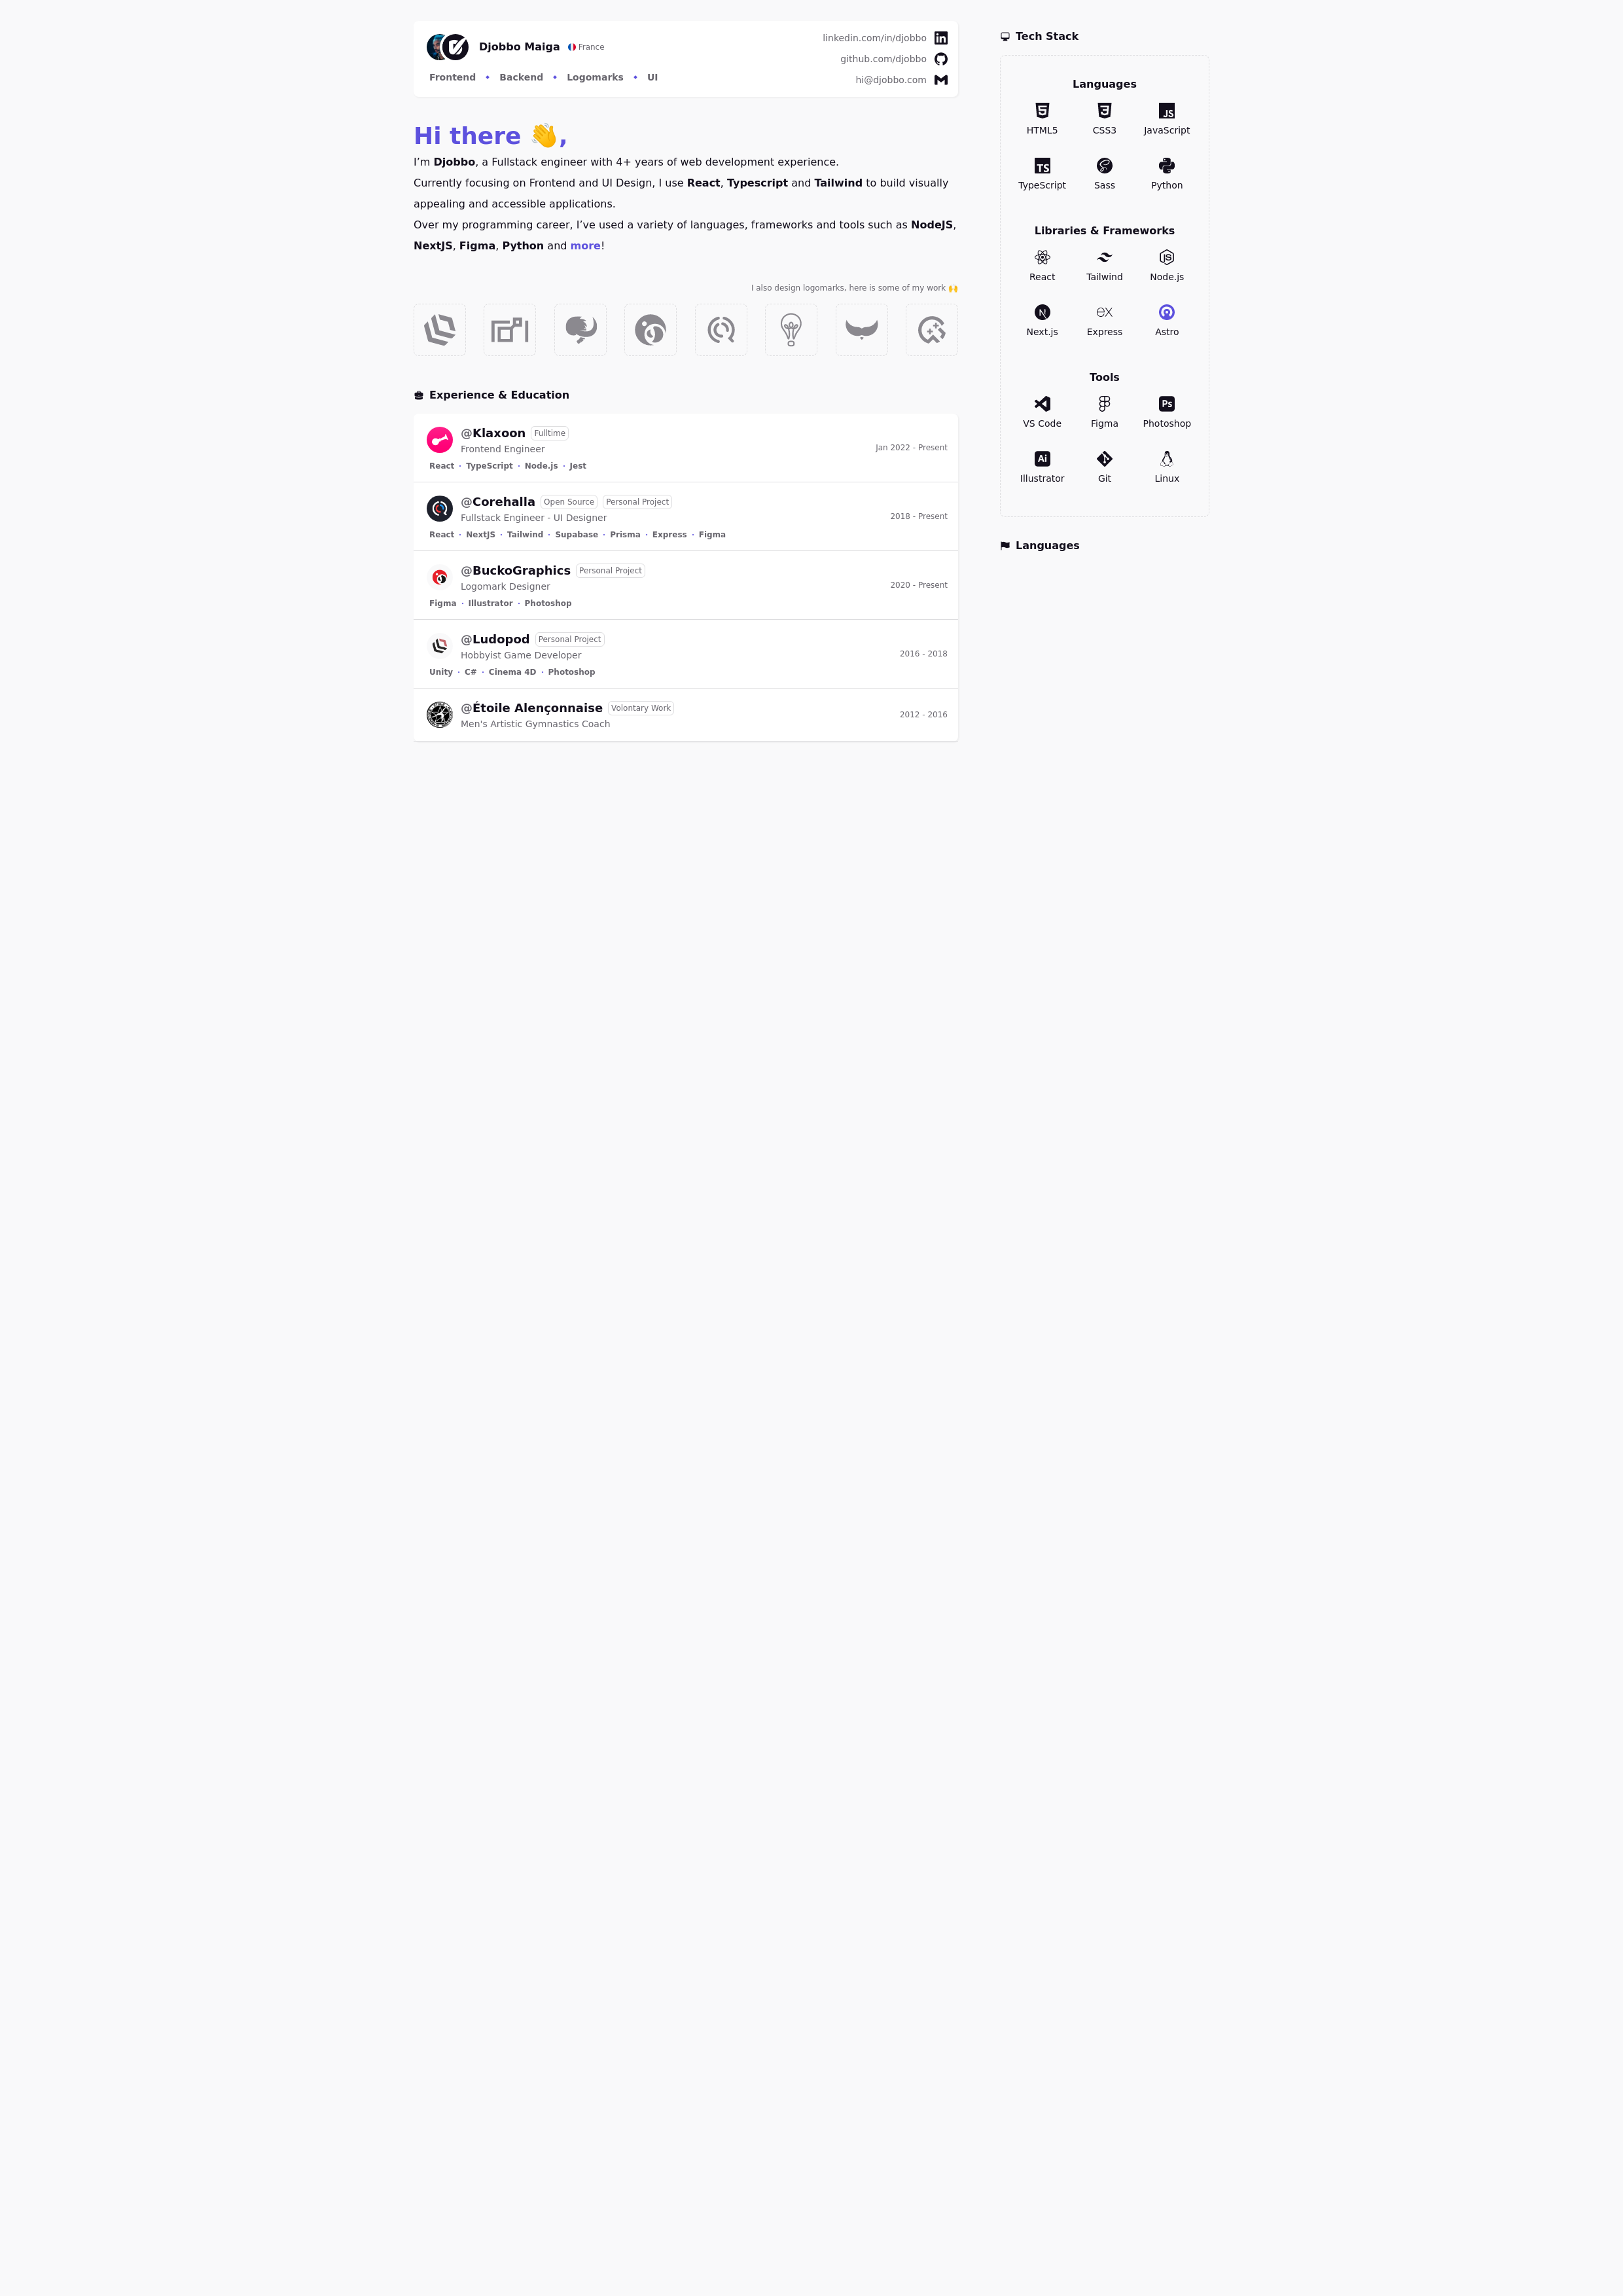 Djobbo Maiga France
Frontend • Backend • Logomarks • UI
linkedin.com/in/djobbo
github.com/djobbo
hi@djobbo.com
Hi there 👋,
I’m Djobbo, a Fullstack engineer with 4+ years of web development experience.
Currently focusing on Frontend and UI Design, I use React, Typescript and Tailwind to build visually
appealing and accessible applications.
Over my programming career, I’ve used a variety of languages, frameworks and tools such as NodeJS,
NextJS, Figma, Python and more!
I also design logomarks, here is some of my work 🙌
Experience & Education
@Klaxoon Fulltime
Frontend Engineer
Jan 2022 - Present
React · TypeScript · Node.js · Jest
@Corehalla Open Source Personal Project
Fullstack Engineer - UI Designer
2018 - Present
React · NextJS · Tailwind · Supabase · Prisma · Express · Figma
@BuckoGraphics Personal Project
Logomark Designer
2020 - Present
Figma · Illustrator · Photoshop
@Ludopod Personal Project
Hobbyist Game Developer
2016 - 2018
Unity · C# · Cinema 4D · Photoshop
@Étoile Alençonnaise Volontary Work
Men's Artistic Gymnastics Coach
2012 - 2016
Tech Stack
Languages
HTML5 CSS3 JavaScript
TypeScript Sass Python
Libraries & Frameworks
React Tailwind Node.js
Next.js Express Astro
Tools
VS Code Figma Photoshop
Illustrator Git Linux
Languages